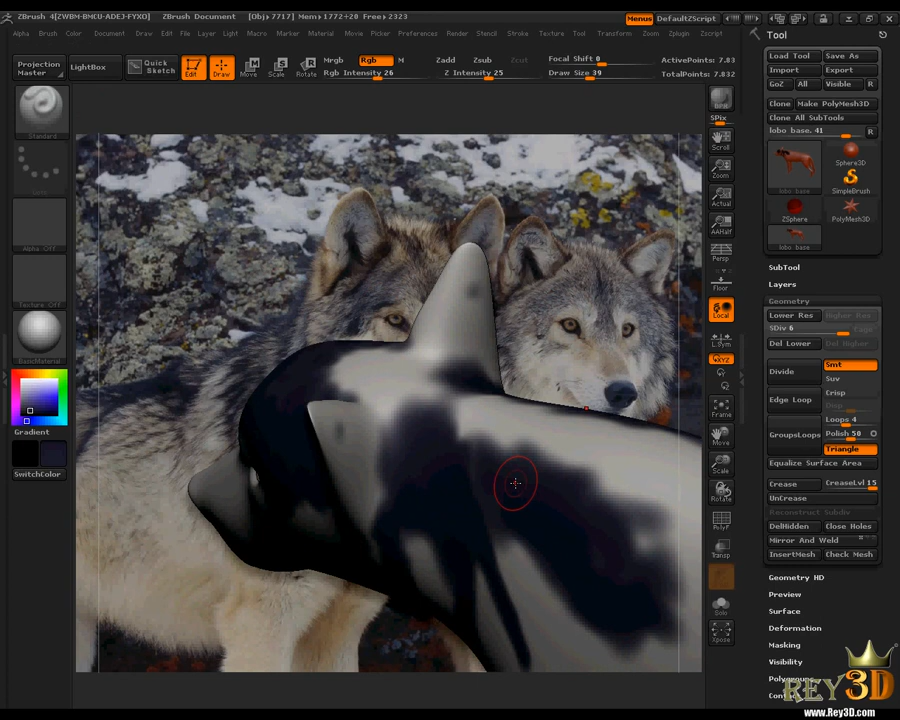 ZBrush 4[ZWBM-BMCU-ADEJ-FYXO] ZBrush Document [Obj▸7717] Mem▸1772+20 Free▸2323 Menus DefaultZScript
Alpha Brush Color Document Draw Edit File Layer Light Macro Marker Material Movie Picker Preferences Render Stencil Stroke Texture Tool Transform Zoom Zplugin Zscript
Tool
Projection Master
LightBox
Quick Sketch
Edit Draw Move Scale Rotate
Mrgb Rgb M
Rgb Intensity 26
Zadd Zsub Zcut
Z Intensity 25
Focal Shift 0
Draw Size 39
ActivePoints: 7.83
TotalPoints: 7.832
Standard
Alpha Off
Texture Off
BasicMaterial
Gradient
SwitchColor
BPR
SPix
Scroll
Zoom
Actual
AAHalf
Persp
Floor
Local
L.Sym
XYZ
Frame
Move
Scale
Rotate
PolyF
Transp
Solo
Xpose
Load Tool Save As
Import Export
GoZ All Visible R
Clone Make PolyMesh3D
Clone All SubTools
lobo base. 41 R
lobo base
Sphere3D
SimpleBrush
ZSphere
PolyMesh3D
lobo base
SubTool
Layers
Geometry
Lower Res Higher Res
SDiv 6 Cage
Del Lower Del Higher
Divide Smt
Suv
Edge Loop Crisp
Disp
Loops 4
GroupsLoops Polish 50
Triangle
Equalize Surface Area
Crease CreaseLvl 15
UnCrease
Reconstruct Subdiv
DelHidden Close Holes
Mirror And Weld
InsertMesh Check Mesh
Geometry HD
Preview
Surface
Deformation
Masking
Visibility
REY3D
www.Rey3D.com